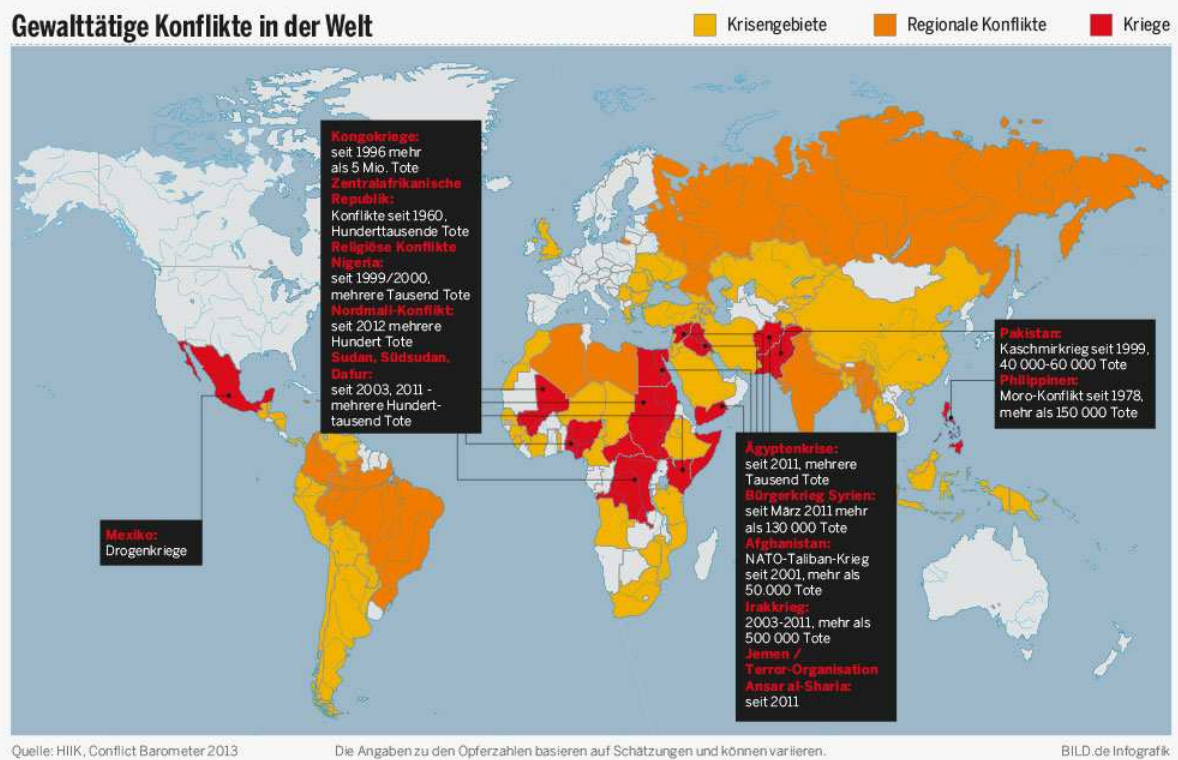 Gewalttätige Konflikte in der Welt
Krisengebiete
Regionale Konflikte
Kriege
Kongokriege:
seit 1996 mehr
als 5 Mio. Tote
Zentralafrikanische
Republik:
Konflikte seit 1960,
Hunderttausende Tote
Religiöse Konflikte
Nigeria:
seit 1999/2000,
mehrere Tausend Tote
Nordmali-Konflikt:
seit 2012 mehrere
Hundert Tote
Sudan, Südsudan,
Dafur:
seit 2003, 2011 -
mehrere Hundert-
tausend Tote
Pakistan:
Kaschmirkrieg seit 1999,
40 000-60 000 Tote
Philippinen:
Moro-Konflikt seit 1978,
mehr als 150 000 Tote
Mexiko:
Drogenkriege
Ägyptenkrise:
seit 2011, mehrere
Tausend Tote
Bürgerkrieg Syrien:
seit März 2011 mehr
als 130 000 Tote
Afghanistan:
NATO-Taliban-Krieg
seit 2001, mehr als
50.000 Tote
Irakkrieg:
2003-2011, mehr als
500 000 Tote
Jemen /
Terror-Organisation
Ansar al-Sharia:
seit 2011
Quelle: HIIK, Conflict Barometer 2013
Die Angaben zu den Opferzahlen basieren auf Schätzungen und können variieren.
BILD.de Infografik